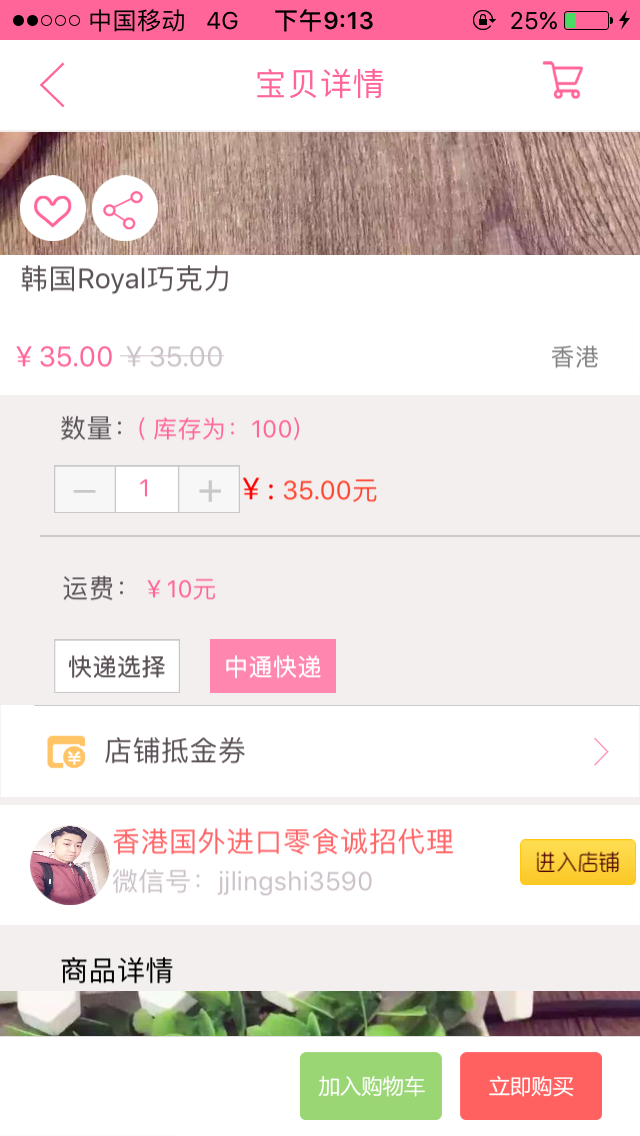 中国移动 4G 下午9:13 25%
宝贝详情
韩国Royal巧克力
¥ 35.00 ¥ 35.00 香港
数量：( 库存为：100)
1 ¥ : 35.00元
运费： ¥ 10元
快递选择 中通快递
店铺抵金券
香港国外进口零食诚招代理
微信号：jjlingshi3590
进入店铺
商品详情
加入购物车 立即购买